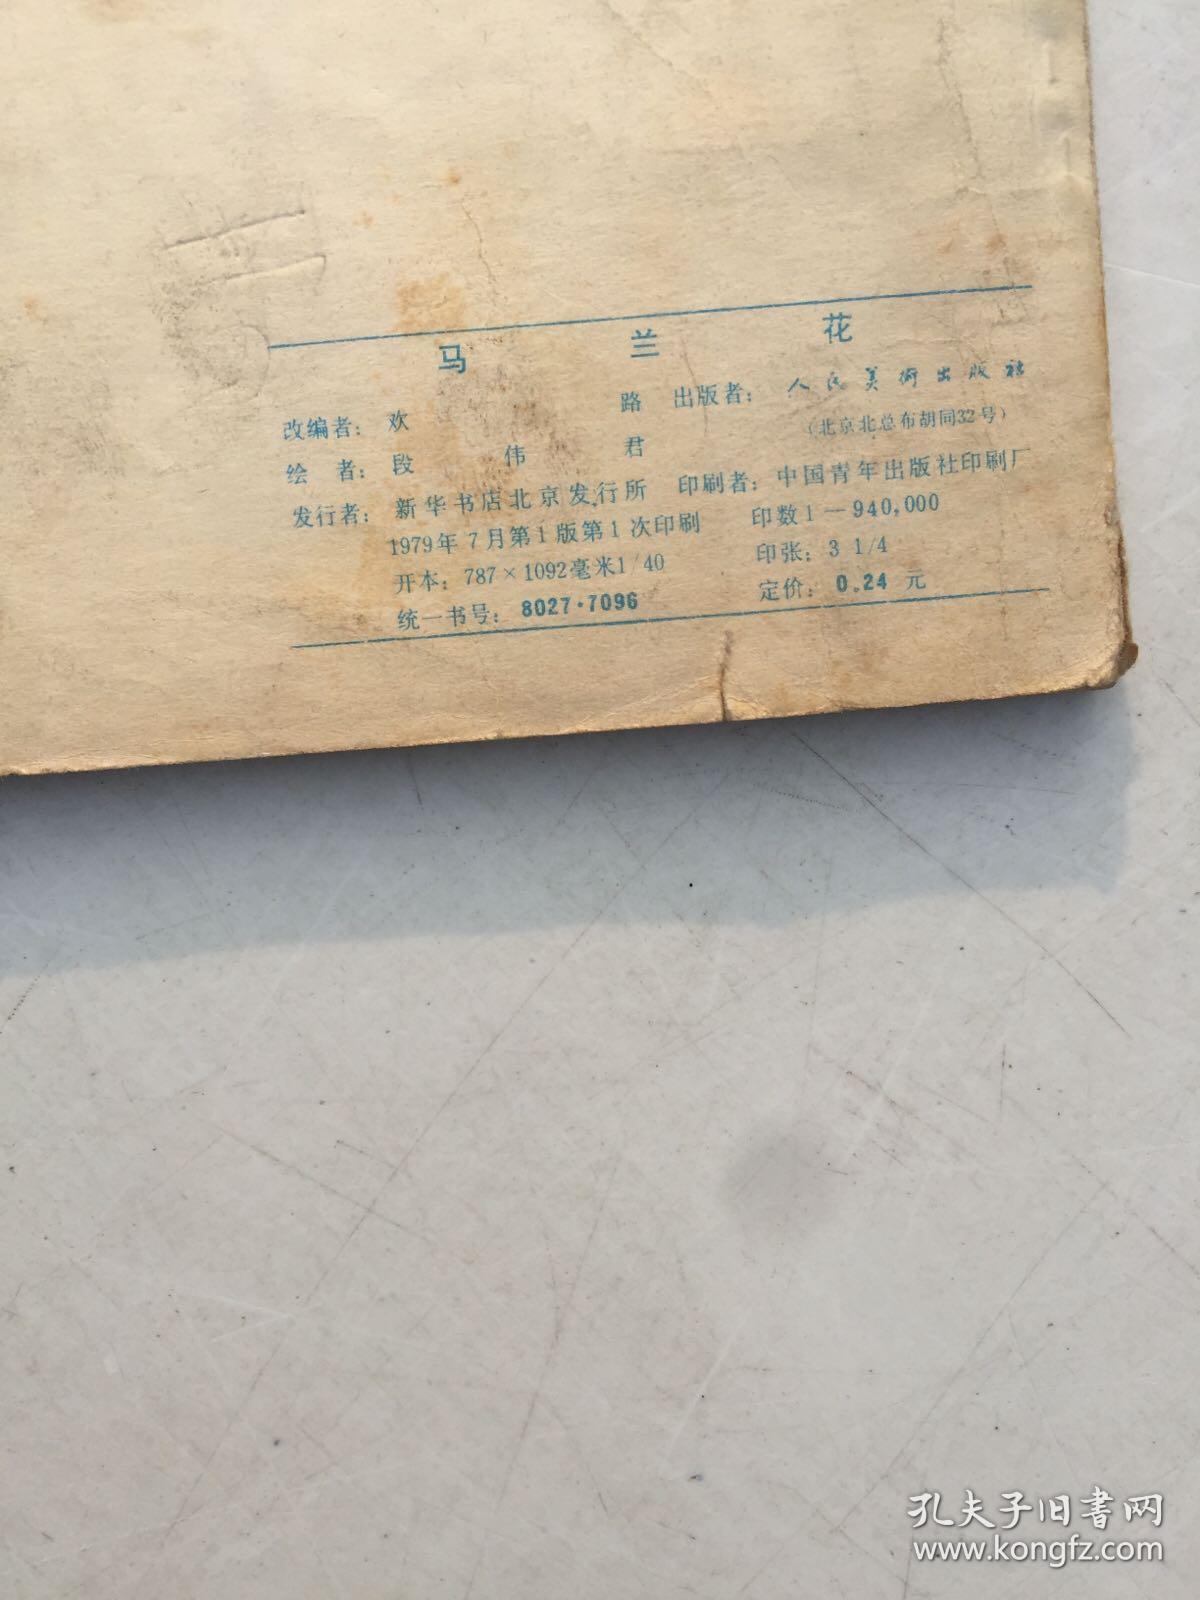 马兰花
改编者：欢路 出版者：人民美术出版社
（北京北总布胡同32号）
绘者：段伟君
发行者：新华书店北京发行所 印刷者：中国青年出版社印刷厂
1979年7月第1版第1次印刷 印数1—940,000
开本：787×1092毫米1/40 印张：3 1/4
统一书号：8027·7096 定价：0.24 元
孔夫子旧书网
www.kongfz.com